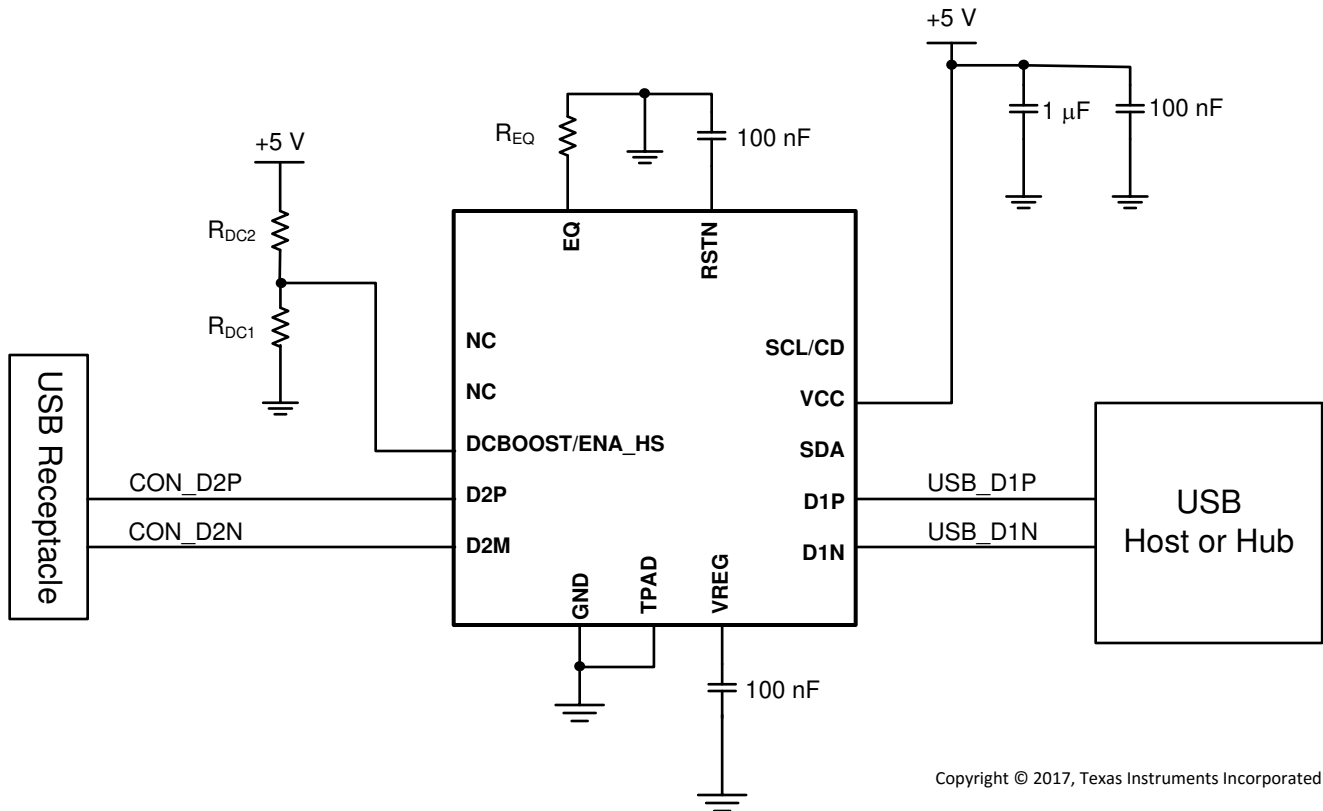 +5 V
1 μF
100 nF
R_EQ
100 nF
+5 V
R_DC2
R_DC1
EQ
RSTN
NC
NC
DCBOOST/ENA_HS
D2P
D2M
SCL/CD
VCC
SDA
D1P
D1N
GND
TPAD
VREG
100 nF
USB Receptacle
CON_D2P
CON_D2N
USB_D1P
USB_D1N
USB
Host or Hub
Copyright © 2017, Texas Instruments Incorporated